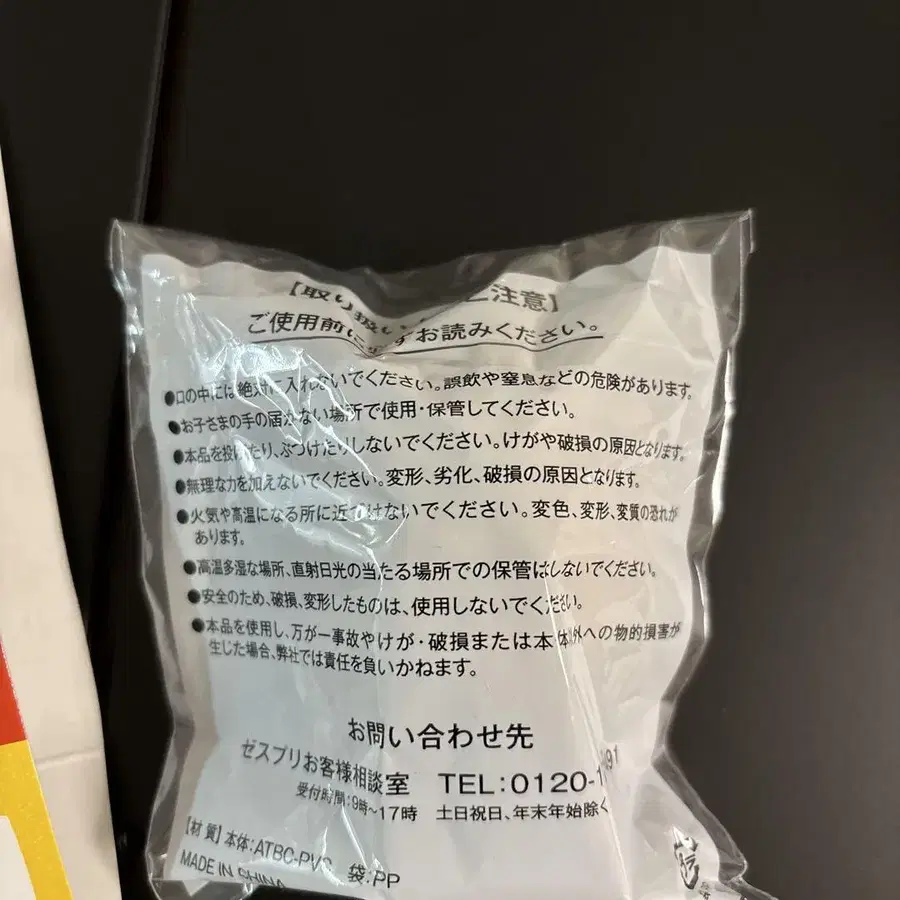 【取り扱い ご注意】
ご使用前に必ずお読みください。
●口の中には絶対に入れないでください。誤飲や窒息などの危険があります。
●お子さまの手の届かない場所で使用・保管してください。
●本品を投げたり、ぶつけたりしないでください。けがや破損の原因となります。
●無理な力を加えないでください。変形、劣化、破損の原因となります。
●火気や高温になる所に近づけないでください。変色、変形、変質の恐れが
あります。
●高温多湿な場所、直射日光の当たる場所での保管はしないでください。
●安全のため、破損、変形したものは、使用しないでください。
●本品を使用し、万が一事故やけが・破損または本体以外への物的損害が
生じた場合、弊社では責任を負いかねます。
お問い合わせ先
ゼスプリお客様相談室 TEL:0120-
受付時間:9時~17時 土日祝日、年末年始除く
【材質】本体:ATBC-PVC 袋:PP
MADE IN CHINA
プラ